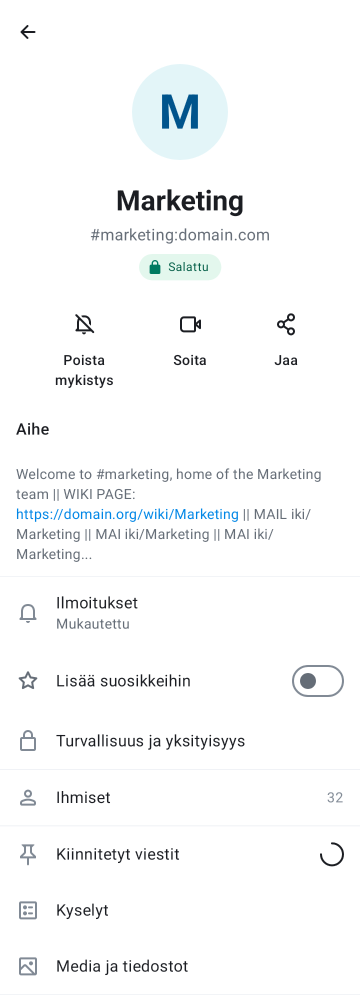 M
Marketing
#marketing:domain.com
Salattu
Poista
mykistys
Soita
Jaa
Aihe
Welcome to #marketing, home of the Marketing
team || WIKI PAGE:
https://domain.org/wiki/Marketing || MAIL iki/
Marketing || MAI iki/Marketing || MAI iki/
Marketing...
Ilmoitukset
Mukautettu
Lisää suosikkeihin
Turvallisuus ja yksityisyys
Ihmiset 32
Kiinnitetyt viestit
Kyselyt
Media ja tiedostot